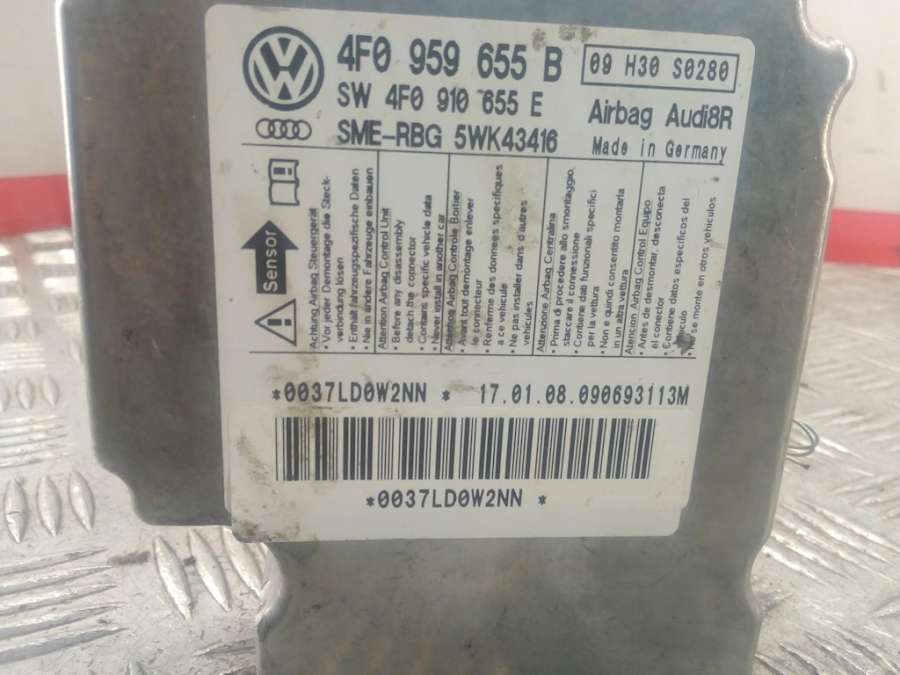 4F0 959 655 B
09 H30 S0280
SW 4F0 910 655 E
Airbag Audi8R
SME-RBG 5WK43416
Made in Germany
Sensor
Achtung Airbag Steuergerät
• Vor jeder Demontage die Steck-
verbindung lösen
• Enthält fahrzeugspezifische Daten
• Nie in andere Fahrzeuge einbauen
Attention Airbag Control Unit
• Before any disassembly
detach the connector
• Contains specific vehicle data
• Never install in another car
Attention Airbag Controle Boitier
• Avant tout demontage enlever
le connecteur
• Renferme des données specifiques
a ce vehicule
• Ne pas installer dans d'autres
vehicules
Attenzione Airbag Centralina
• Prima di procedere allo smontaggio,
staccare il connessione
• Contiene dati funzionali specifici
per la vettura
• Non e quindi consentito montarla
in un altra vettura
Atencion Airbag Control Equipo
• Antes de desmontar, desconecta
el conector
• Contiene datos especificos del
vehiculo
se monte en otros vehiculos
*0037LD0W2NN * 17.01.08.090693113M
*0037LD0W2NN *